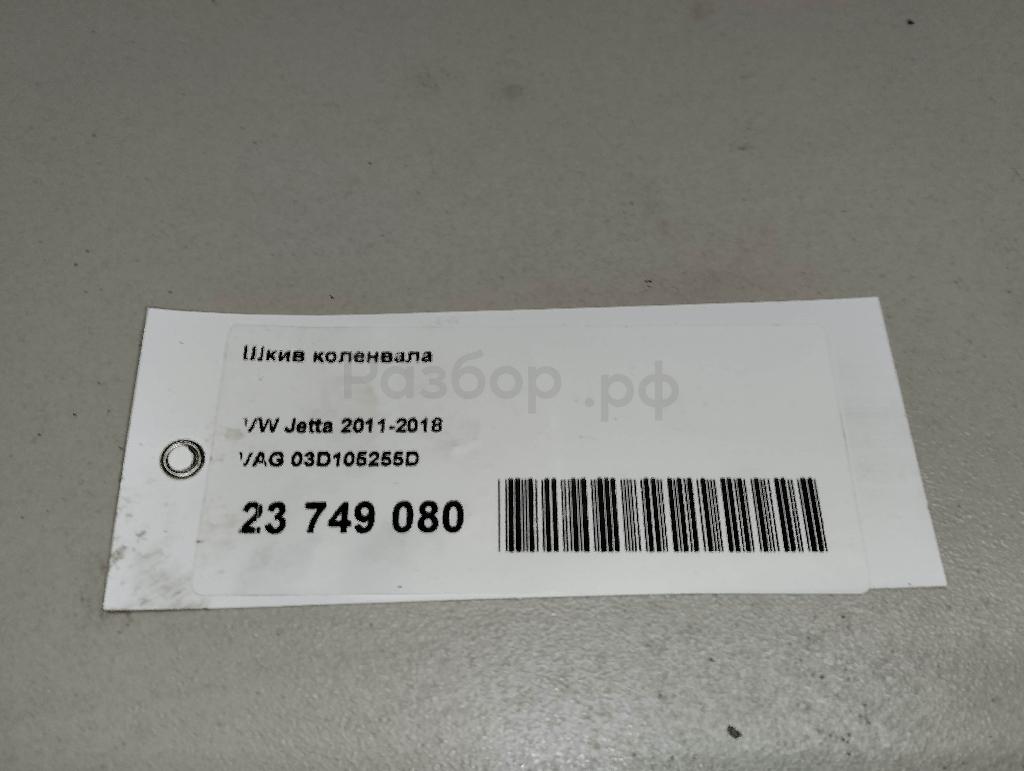 Шкив коленвала
Разбор.рф
VW Jetta 2011-2018
VAG 03D105255D
23 749 080